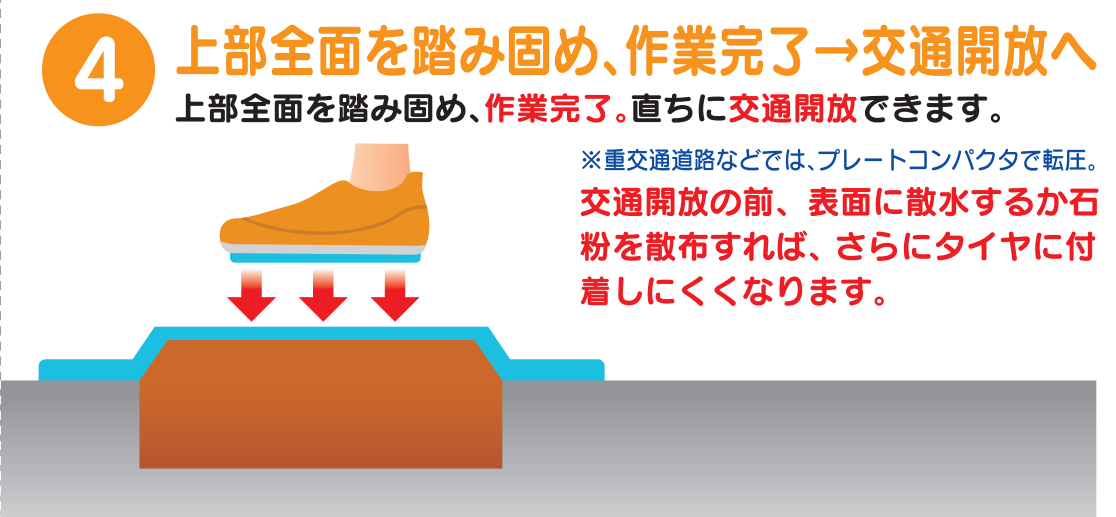 4
上部全面を踏み固め、作業完了→交通開放へ
上部全面を踏み固め、作業完了。直ちに交通開放できます。
※重交通道路などでは、プレートコンパクタで転圧。
交通開放の前、表面に散水するか石
粉を散布すれば、さらにタイヤに付
着しにくくなります。